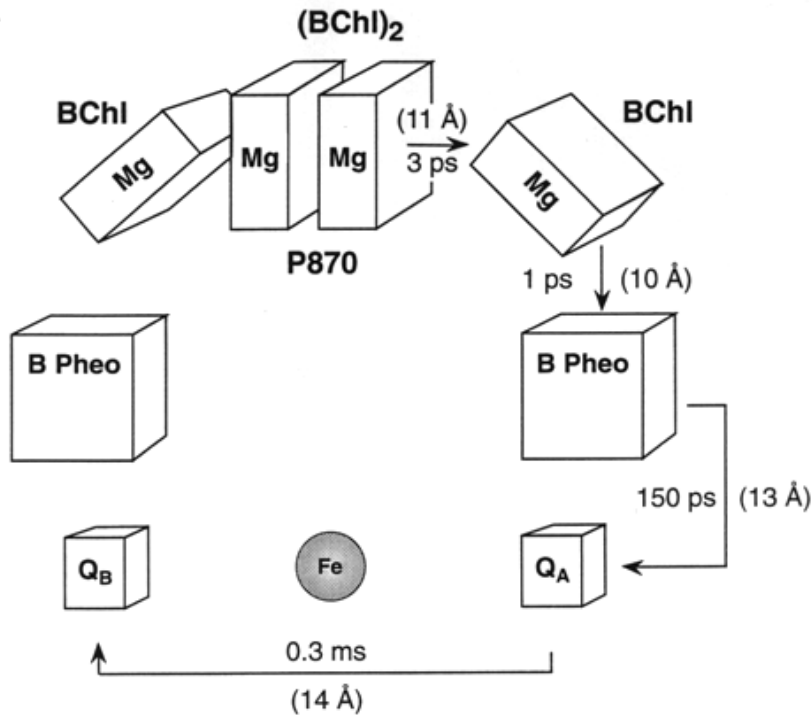 (BChl)2
BChl
BChl
Mg
Mg
Mg
(11 Å)
3 ps
Mg
P870
1 ps
(10 Å)
B Pheo
B Pheo
150 ps
(13 Å)
QB
Fe
QA
0.3 ms
(14 Å)